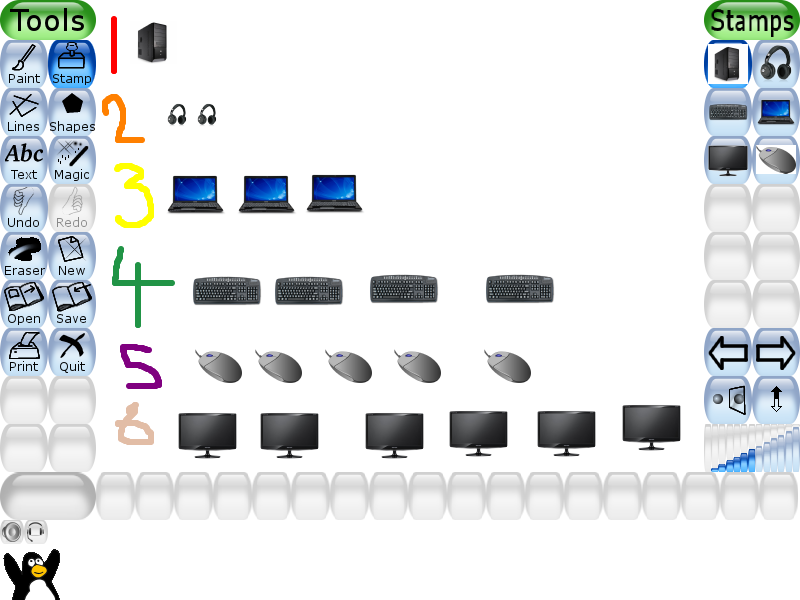 Tools
Stamps
1
Paint Stamp
2
Lines Shapes
3
Abc
Text Magic
Undo Redo
4
Eraser New
Open Save
5
Print Quit
6